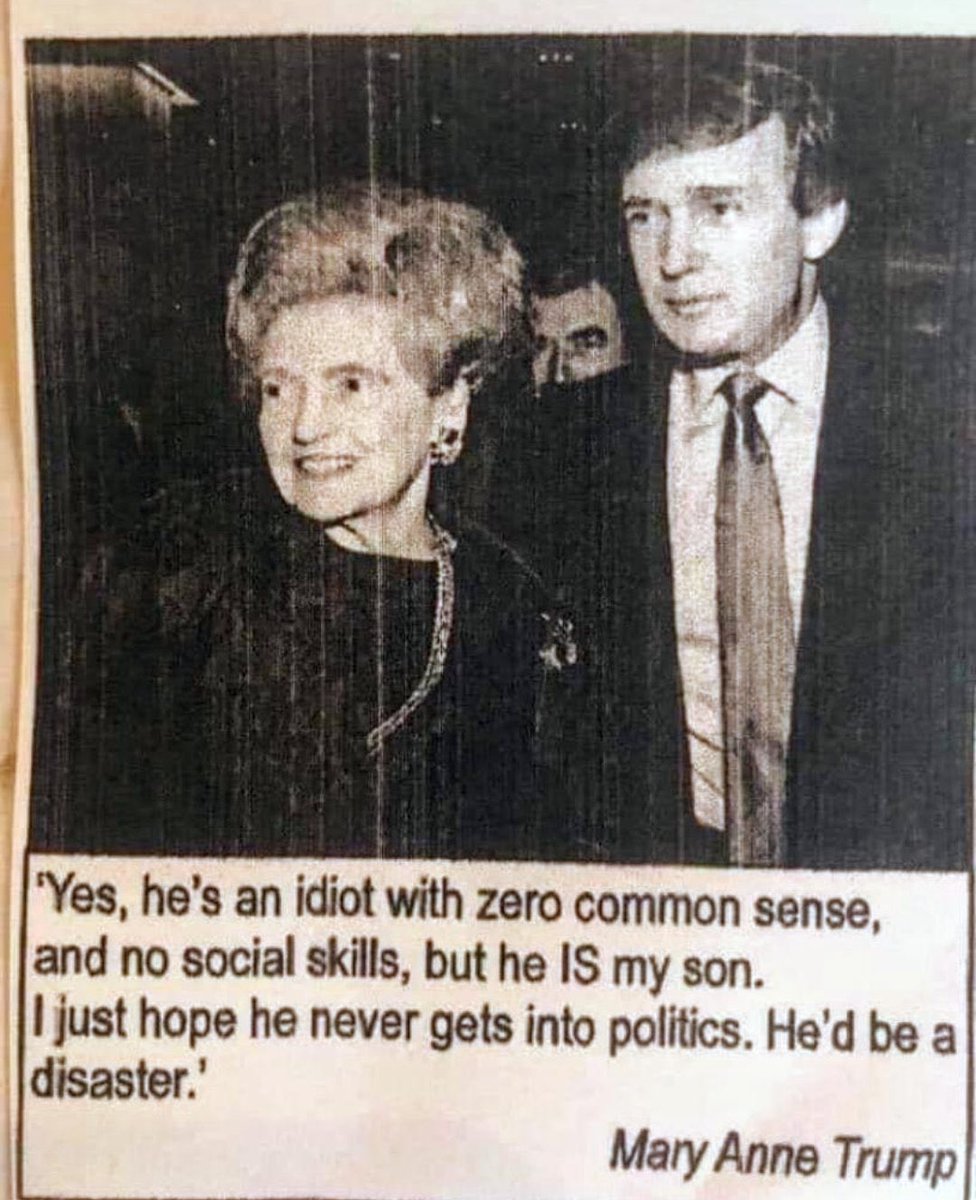 'Yes, he's an idiot with zero common sense,
and no social skills, but he IS my son.
I just hope he never gets into politics. He'd be a
disaster.'
Mary Anne Trump